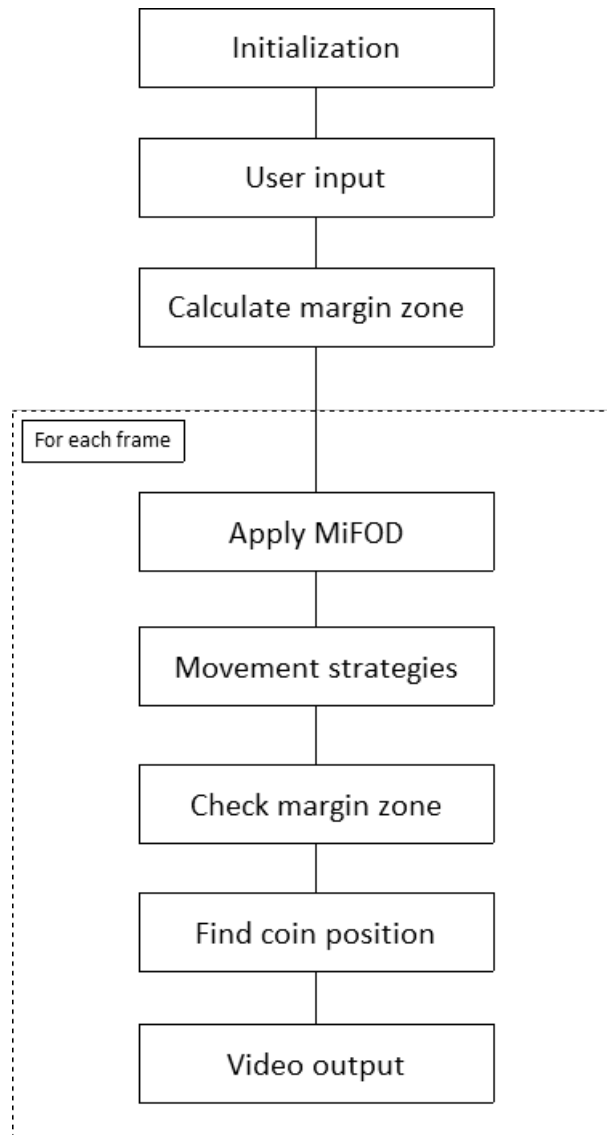 Initialization
User input
Calculate margin zone
For each frame
Apply MiFOD
Movement strategies
Check margin zone
Find coin position
Video output